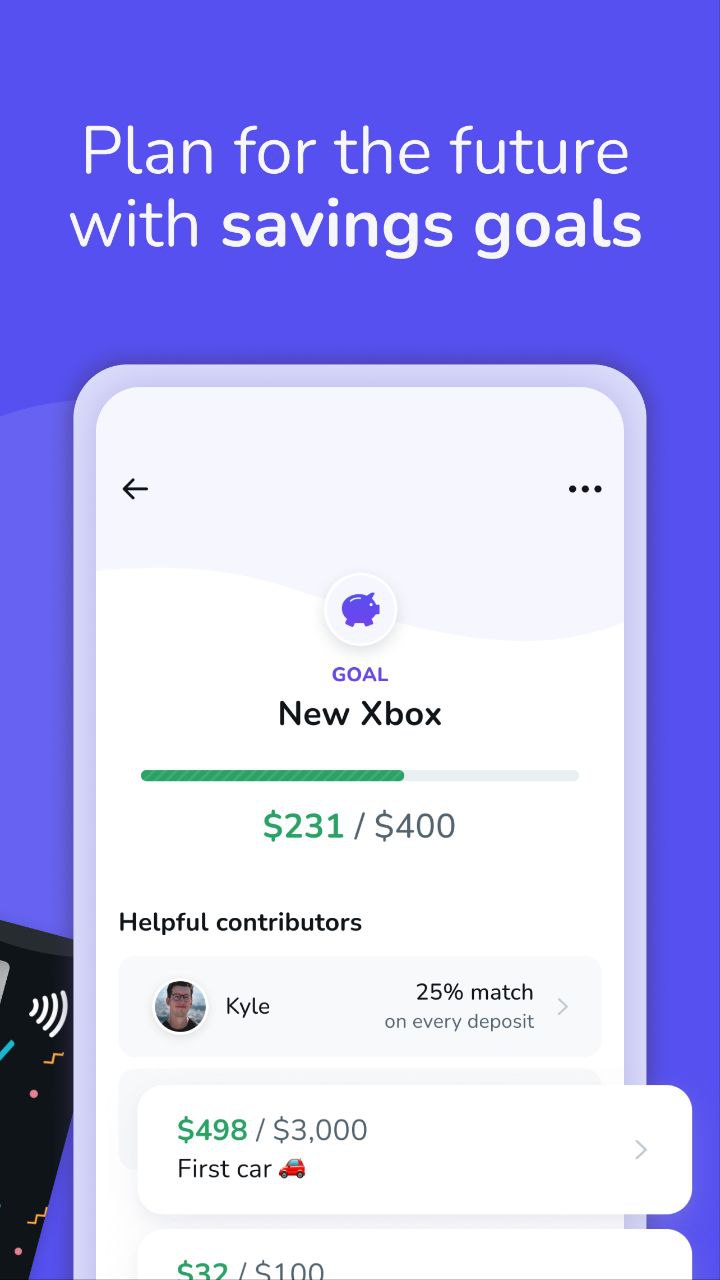 Plan for the future
with savings goals
GOAL
New Xbox
$231 / $400
Helpful contributors
Kyle
25% match
on every deposit
$498 / $3,000
First car 🚗
$32 / $100